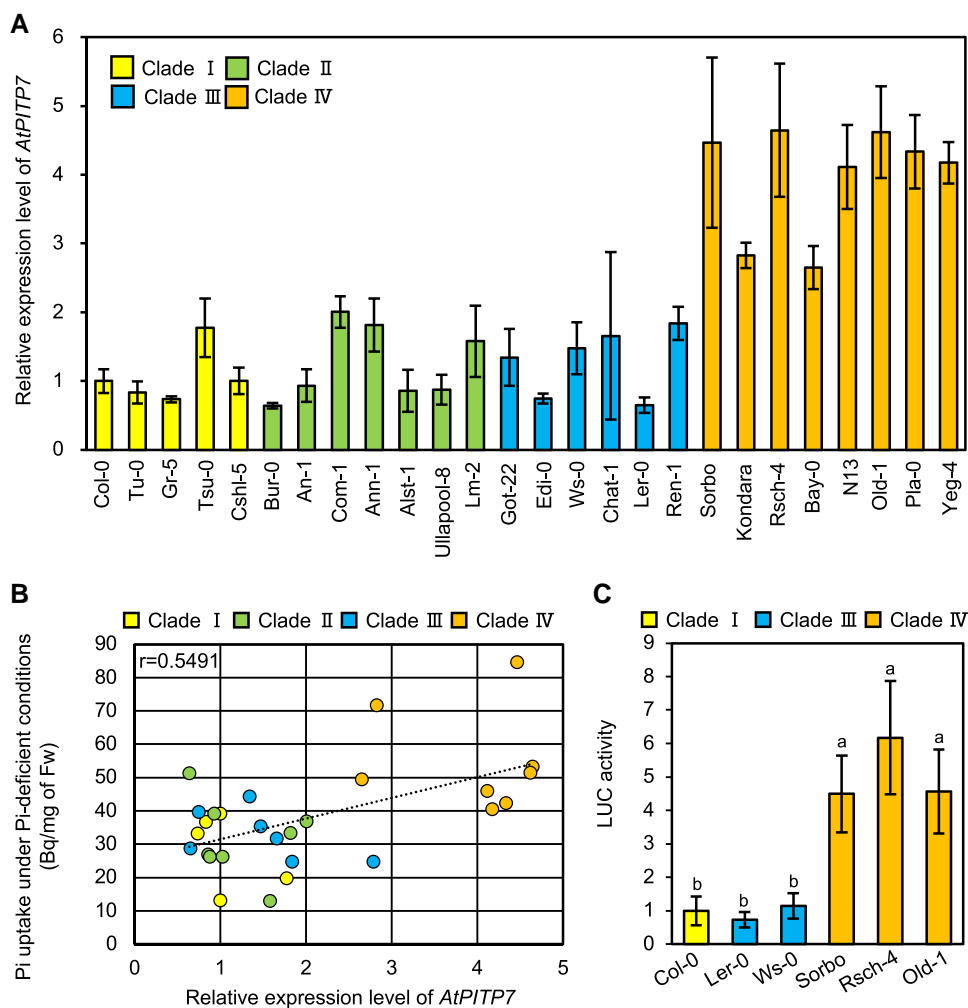 A
Relative expression level of AtPITP7
6
5
4
3
2
1
0
Clade Ⅰ Clade Ⅱ
Clade Ⅲ Clade Ⅳ
Col-0 Tu-0 Gr-5 Tsu-0 Cshl-5 Bur-0 An-1 Com-1 Ann-1 Alst-1 Ullapool-8 Lm-2 Got-22 Edi-0 Ws-0 Chat-1 Ler-0 Ren-1 Sorbo Kondara Rsch-4 Bay-0 N13 Old-1 Pla-0 Yeg-4
B
Clade Ⅰ Clade Ⅱ Clade Ⅲ Clade Ⅳ
Pi uptake under Pi-deficient conditions
(Bq/mg of Fw)
r=0.5491
90
80
70
60
50
40
30
20
10
0
0 1 2 3 4 5
Relative expression level of AtPITP7
C
Clade Ⅰ Clade Ⅲ Clade Ⅳ
LUC activity
9
8
7
6
5
4
3
2
1
0
b b b a a a
Col-0 Ler-0 Ws-0 Sorbo Rsch-4 Old-1